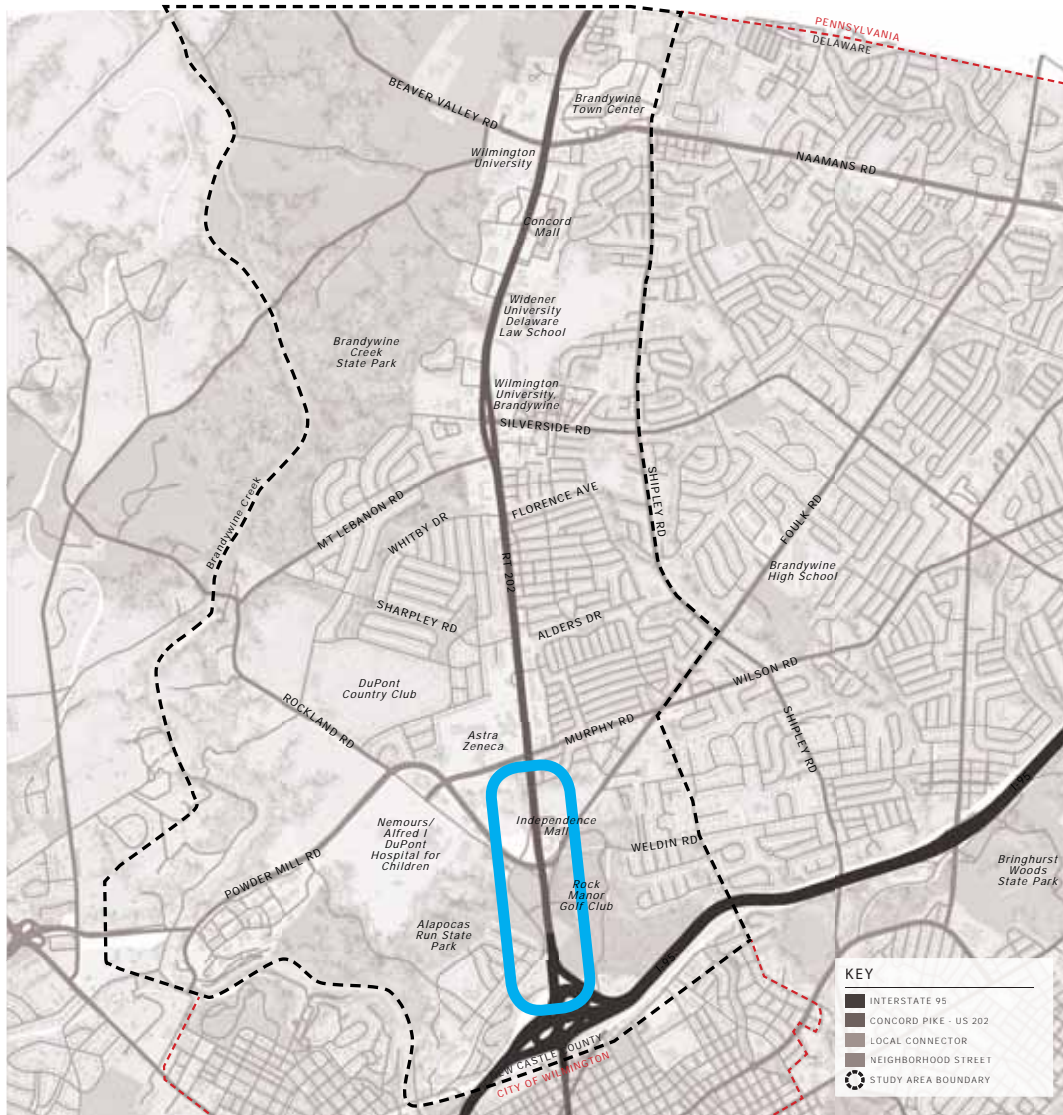 PENNSYLVANIA
DELAWARE
BEAVER VALLEY RD
Brandywine
Town Center
Wilmington
University
NAAMANS RD
Concord
Mall
Widener
University
Delaware
Law School
Brandywine
Creek
State Park
Wilmington
University,
Brandywine
SILVERSIDE RD
SHIPLEY RD
MT LEBANON RD
WHITBY DR
FLORENCE AVE
FOULK RD
Brandywine Creek
RT 202
Brandywine
High School
SHARPLEY RD
ALDERS DR
WILSON RD
DuPont
Country Club
ROCKLAND RD
MURPHY RD
SHIPLEY RD
Astra
Zeneca
I-95
Independence
Mall
Nemours/
Alfred I
DuPont
Hospital for
Children
WELDIN RD
POWDER MILL RD
Rock
Manor
Golf Club
Bringhurst
Woods
State Park
Alapocas
Run State
Park
I-95
EW CASTLE COUNTY
CITY OF WILMINGTON
KEY
INTERSTATE 95
CONCORD PIKE - US 202
LOCAL CONNECTOR
NEIGHBORHOOD STREET
STUDY AREA BOUNDARY